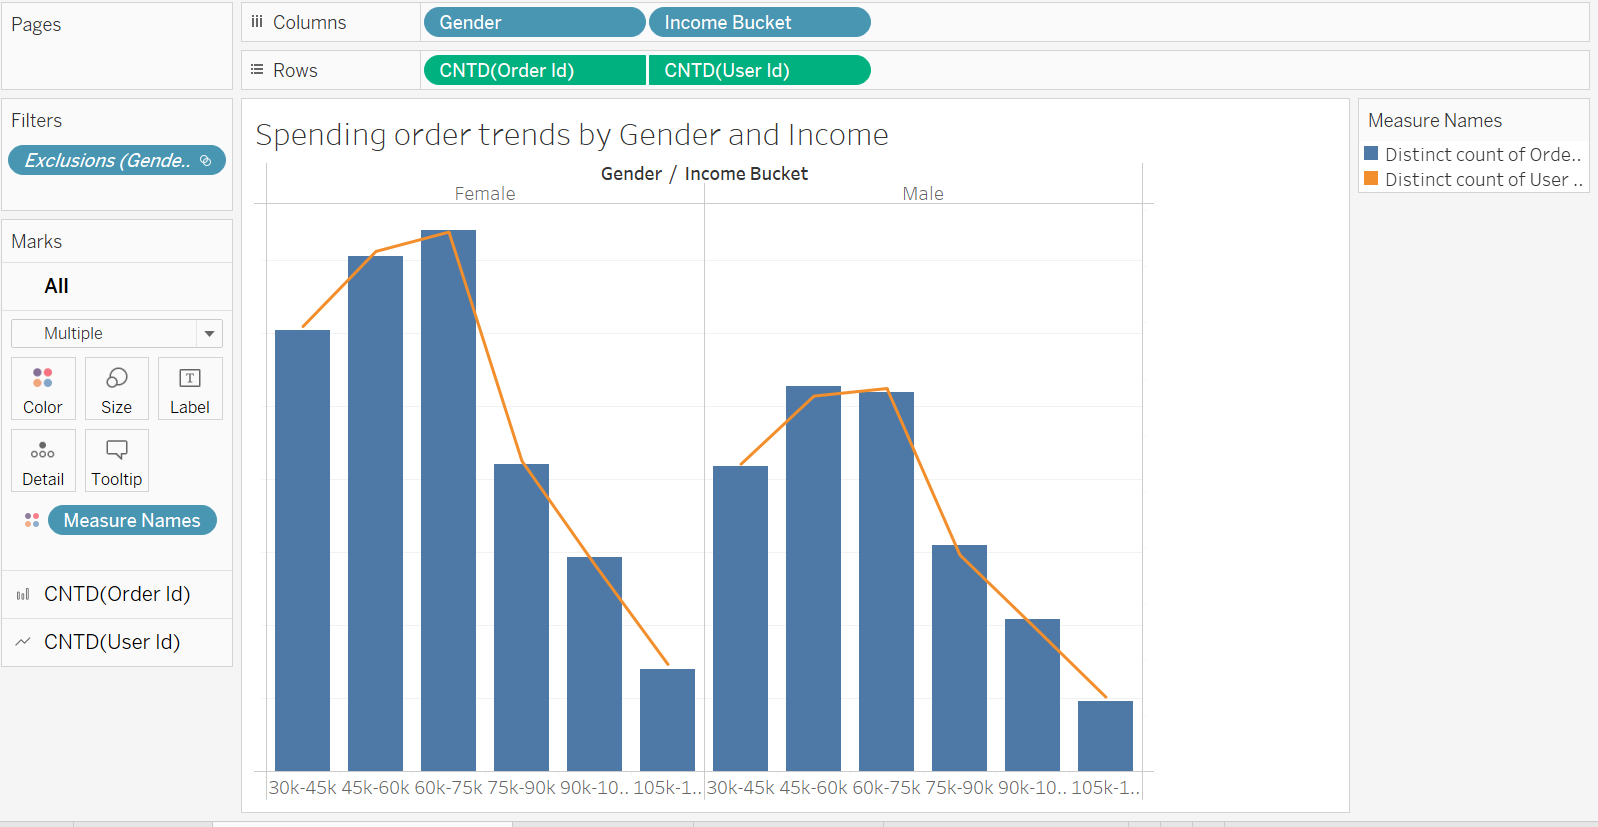 Pages
Columns
Gender
Income Bucket
Rows
CNTD(Order Id)
CNTD(User Id)
Filters
Exclusions (Gende..
Marks
All
Multiple
Color
Size
T
Label
Detail
Tooltip
Measure Names
CNTD(Order Id)
CNTD(User Id)
Spending order trends by Gender and Income
Gender / Income Bucket
Female
Male
30k-45k 45k-60k 60k-75k 75k-90k 90k-10.. 105k-1.. 30k-45k 45k-60k 60k-75k 75k-90k 90k-10.. 105k-1..
Measure Names
Distinct count of Orde..
Distinct count of User ..